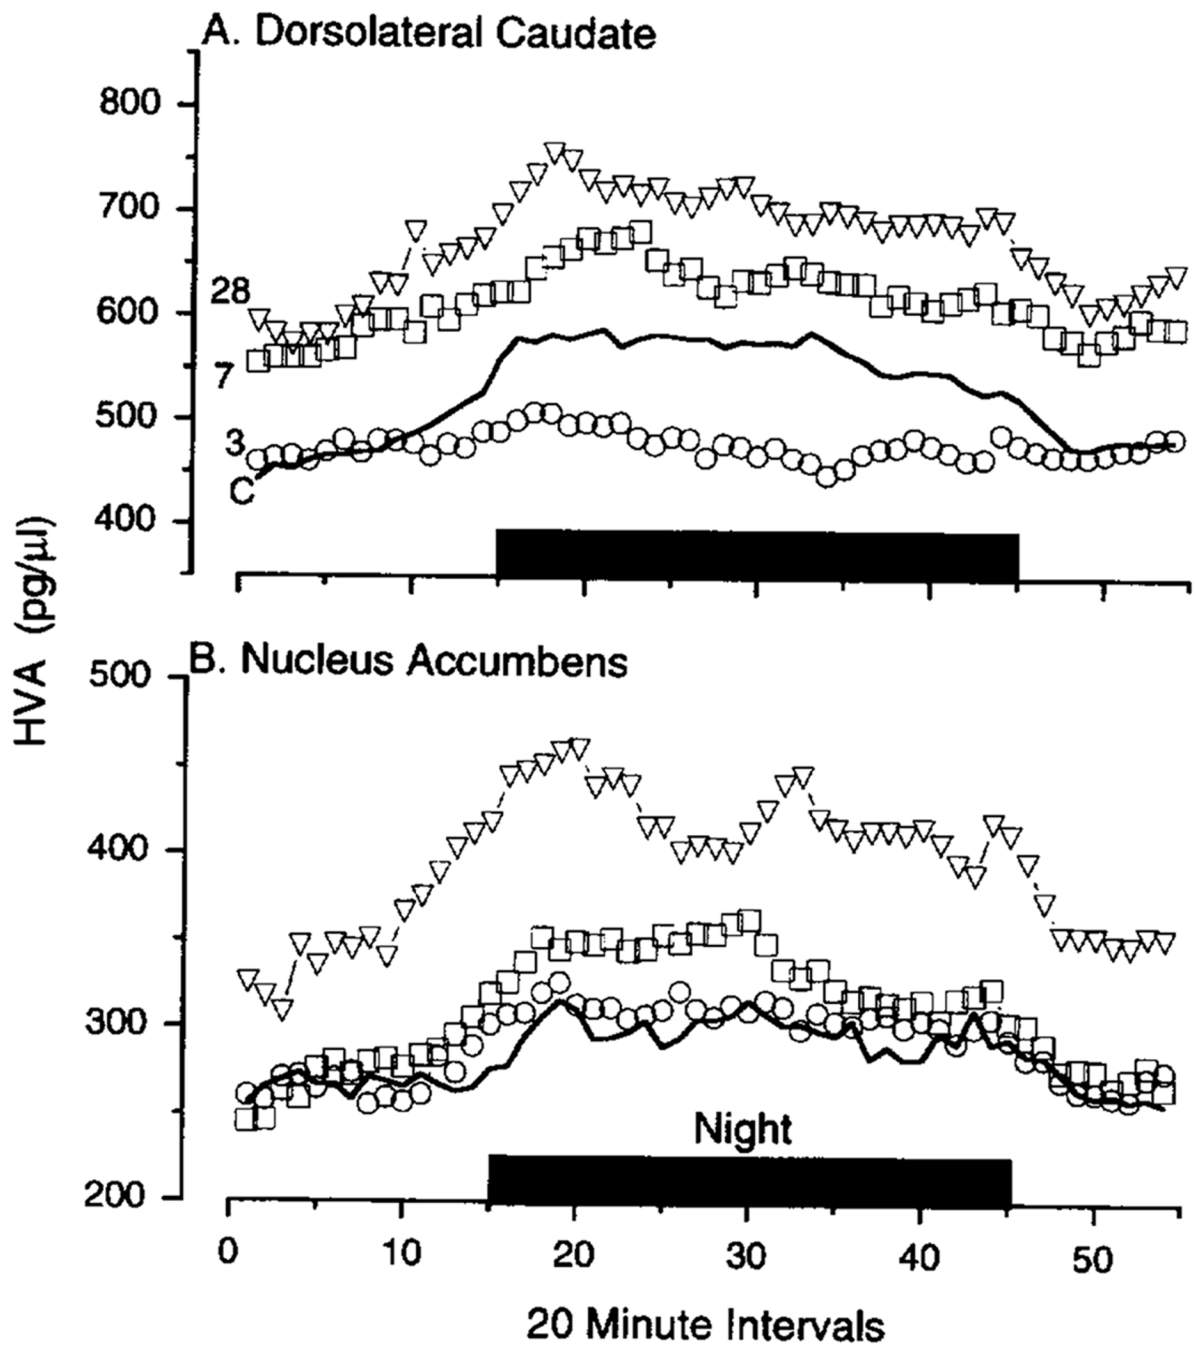 A. Dorsolateral Caudate
800
700
600
500
400
28
7
3
C
HVA (pg/μl)
B. Nucleus Accumbens
500
400
300
200
Night
0 10 20 30 40 50
20 Minute Intervals